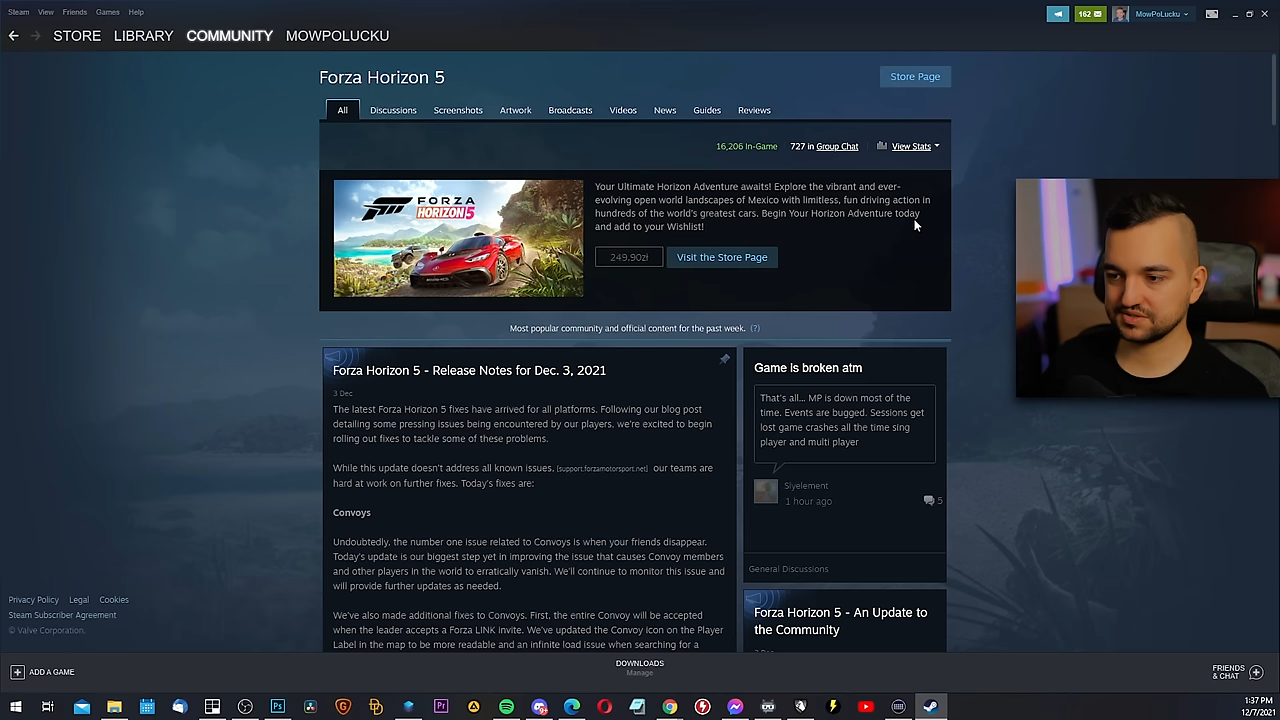 Steam View Friends Games Help
162 MowPoLucku
STORE LIBRARY COMMUNITY MOWPOLUCKU
Forza Horizon 5
Store Page
All Discussions Screenshots Artwork Broadcasts Videos News Guides Reviews
16,206 In-Game 727 in Group Chat View Stats
FORZA
HORIZON 5
Your Ultimate Horizon Adventure awaits! Explore the vibrant and ever-
evolving open world landscapes of Mexico with limitless, fun driving action in
hundreds of the world's greatest cars. Begin Your Horizon Adventure today
and add to your Wishlist!
249.90zł Visit the Store Page
Most popular community and official content for the past week. (?)
Forza Horizon 5 - Release Notes for Dec. 3, 2021
3 Dec
The latest Forza Horizon 5 fixes have arrived for all platforms. Following our blog post
detailing some pressing issues being encountered by our players, we're excited to begin
rolling out fixes to tackle some of these problems.
While this update doesn't address all known issues, [support.forzamotorsport.net] our teams are
hard at work on further fixes. Today's fixes are:
Convoys
Undoubtedly, the number one issue related to Convoys is when your friends disappear.
Today's update is our biggest step yet in improving the issue that causes Convoy members
and other players in the world to erratically vanish. We'll continue to monitor this issue and
will provide further updates as needed.
We've also made additional fixes to Convoys. First, the entire Convoy will be accepted
when the leader accepts a Forza LINK invite. We've updated the Convoy icon on the Player
Label in the map to be more readable and an infinite load issue when searching for a
Game is broken atm
That's all... MP is down most of the
time. Events are bugged. Sessions get
lost game crashes all the time sing
player and multi player
Slyelement
1 hour ago
5
General Discussions
Forza Horizon 5 - An Update to
the Community
Privacy Policy Legal Cookies
Steam Subscriber Agreement
© Valve Corporation.
ADD A GAME
DOWNLOADS
Manage
FRIENDS
& CHAT
Ps
Pr
1:37 PM
12/7/2021